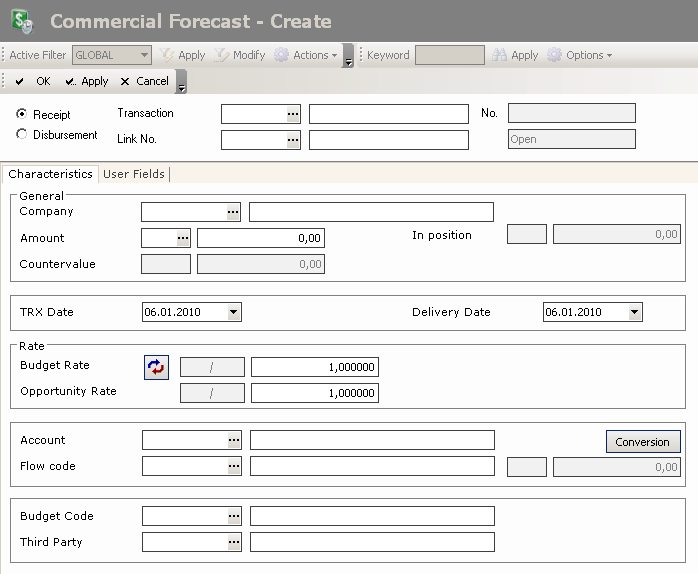 Commercial Forecast - Create
Active Filter GLOBAL Apply Modify Actions Keyword Apply Options
OK Apply Cancel
Receipt Transaction ... No.
Disbursement Link No. ... Open
Characteristics User Fields
General
Company ...
Amount ... 0,00 In position 0,00
Countervalue 0,00
TRX Date 06.01.2010 Delivery Date 06.01.2010
Rate
Budget Rate / 1,000000
Opportunity Rate / 1,000000
Account ... Conversion
Flow code ... 0,00
Budget Code ...
Third Party ...